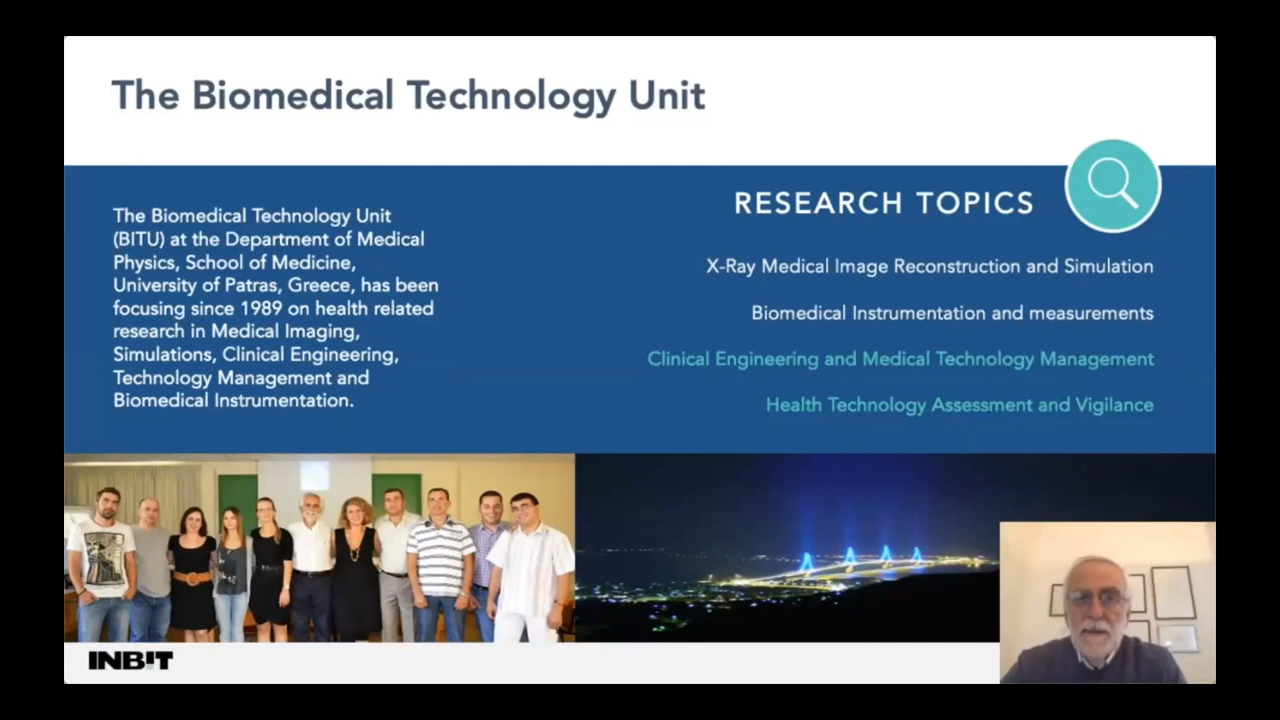 The Biomedical Technology Unit
The Biomedical Technology Unit
(BITU) at the Department of Medical
Physics, School of Medicine,
University of Patras, Greece, has been
focusing since 1989 on health related
research in Medical Imaging,
Simulations, Clinical Engineering,
Technology Management and
Biomedical Instrumentation.
RESEARCH TOPICS
X-Ray Medical Image Reconstruction and Simulation
Biomedical Instrumentation and measurements
Clinical Engineering and Medical Technology Management
Health Technology Assessment and Vigilance
INBIT